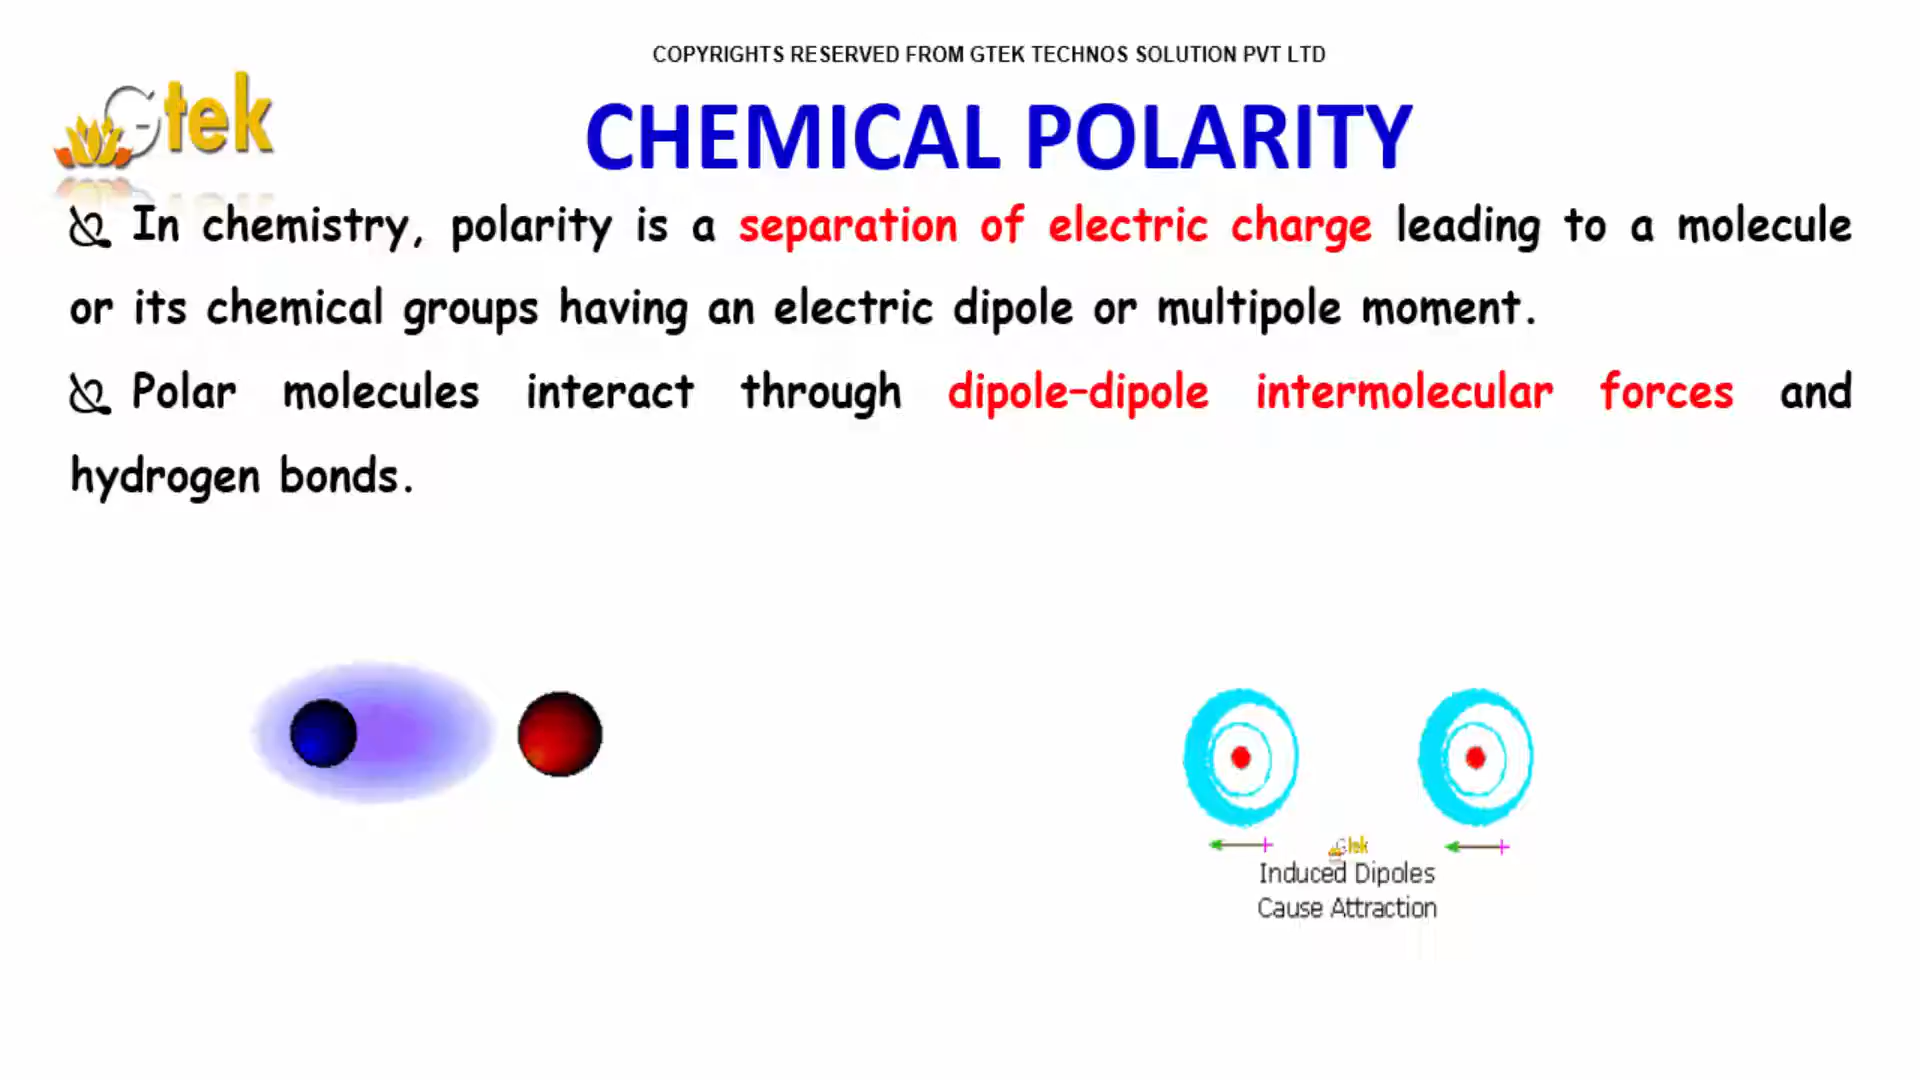 COPYRIGHTS RESERVED FROM GTEK TECHNOS SOLUTION PVT LTD
Gtek
CHEMICAL POLARITY
In chemistry, polarity is a separation of electric charge leading to a molecule
or its chemical groups having an electric dipole or multipole moment.
Polar molecules interact through dipole–dipole intermolecular forces and
hydrogen bonds.
Gtek
Induced Dipoles
Cause Attraction